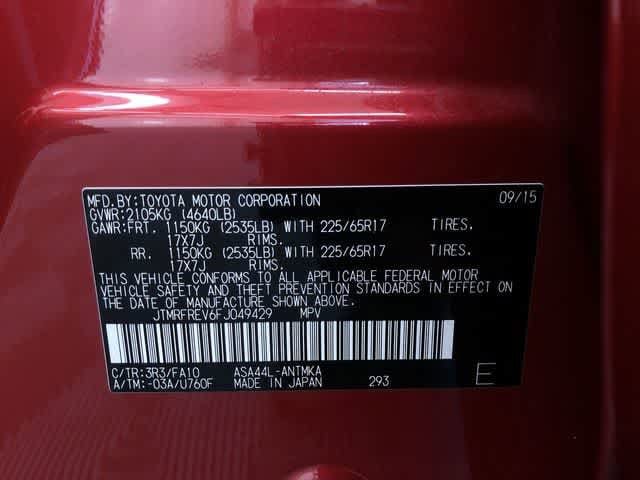 MFD.BY:TOYOTA MOTOR CORPORATION 09/15
GVWR:2105KG (4640LB)
GAWR:FRT. 1150KG (2535LB) WITH 225/65R17 TIRES.
17X7J RIMS.
RR. 1150KG (2535LB) WITH 225/65R17 TIRES.
17X7J RIMS.
THIS VEHICLE CONFORMS TO ALL APPLICABLE FEDERAL MOTOR
VEHICLE SAFETY AND THEFT PREVENTION STANDARDS IN EFFECT
ON THE DATE OF MANUFACTURE SHOWN ABOVE.
JTMRFREV6FJ049429 MPV
C/TR:3R3/FA10 ASA44L-ANTMKA
A/TM:-03A/U760F MADE IN JAPAN 293 E